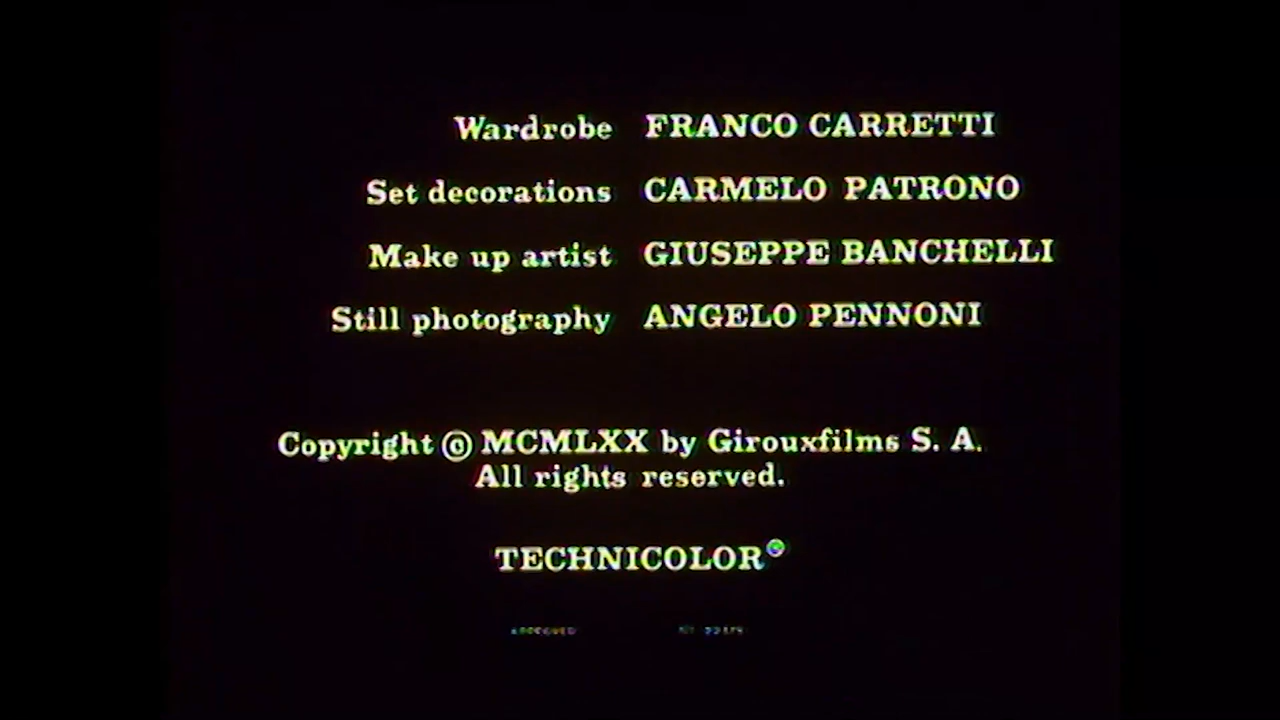 Wardrobe FRANCO CARRETTI
Set decorations CARMELO PATRONO
Make up artist GIUSEPPE BANCHELLI
Still photography ANGELO PENNONI
Copyright © MCMLXX by Girouxfilms S. A.
All rights reserved.
TECHNICOLOR®